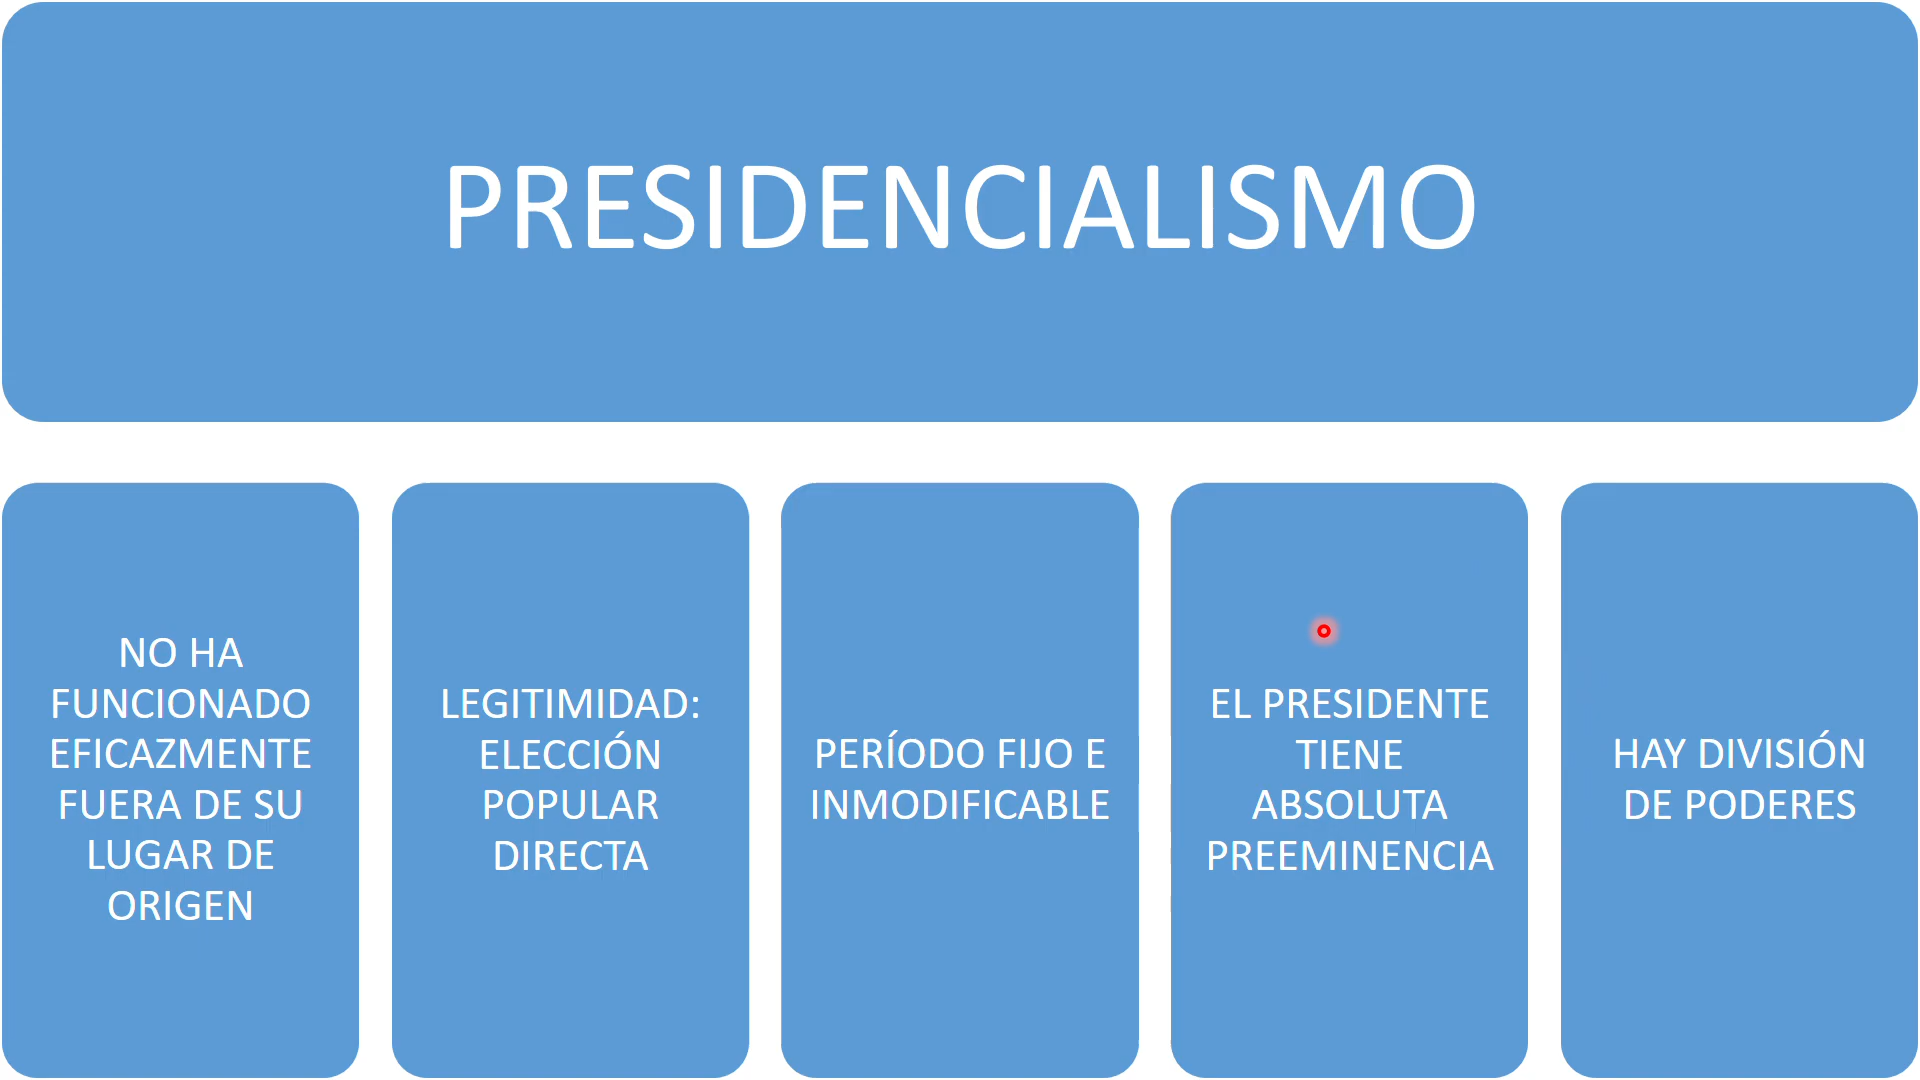 PRESIDENCIALISMO
NO HA
FUNCIONADO
EFICAZMENTE
FUERA DE SU
LUGAR DE
ORIGEN
LEGITIMIDAD:
ELECCIÓN
POPULAR
DIRECTA
PERÍODO FIJO E
INMODIFICABLE
EL PRESIDENTE
TIENE
ABSOLUTA
PREEMINENCIA
HAY DIVISIÓN
DE PODERES